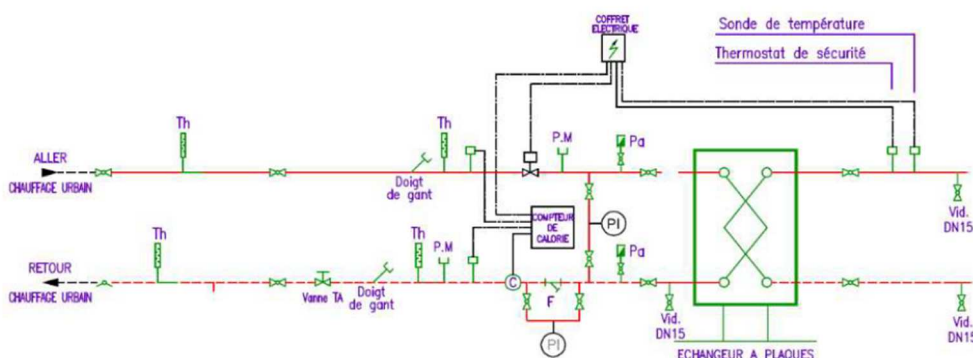 COFFRET
ELECTRIQUE
Sonde de température
Thermostat de sécurité
Th
Th
P.M
Pa
ALLER
CHAUFFAGE URBAIN
Doigt
de gant
COMPTEUR
DE
CALORIE
PI
Vid.
DN15
Th
Th
P.M
Pa
RETOUR
CHAUFFAGE URBAIN
Vanne TA
Doigt
de gant
C
F
PI
Vid.
DN15
Vid.
DN15
ECHANGEUR A PLAQUES